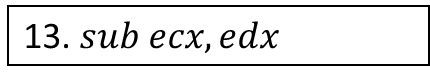 13. sub ecx, edx